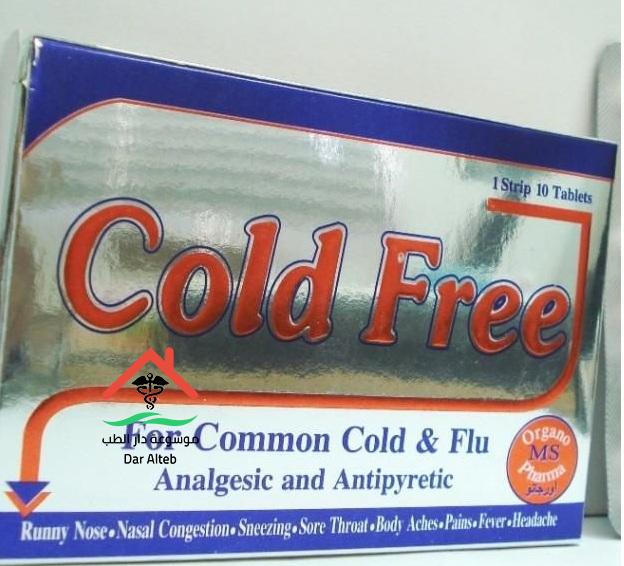 1 Strip 10 Tablets
Cold Free
For Common Cold & Flu
Analgesic and Antipyretic
موسوعة دار الطب
Dar Alteb
Organo
MS
Pharma
أورجانو
Runny Nose•Nasal Congestion•Sneezing•Sore Throat•Body Aches•Pains•Fever•Headache